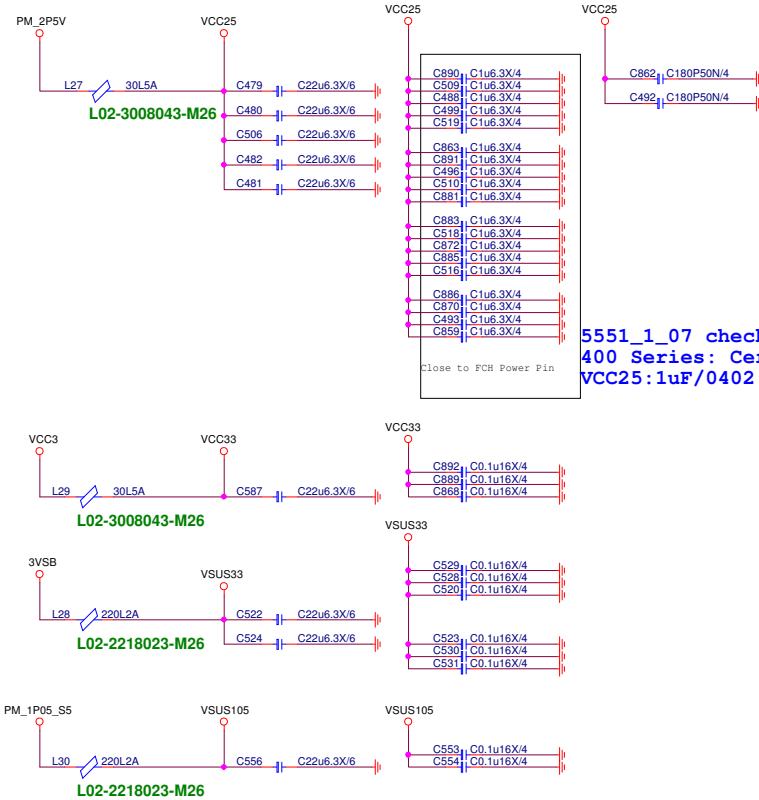 PM_2P5V
VCC25
VCC25
VCC25
L27 30L5A
L02-3008043-M26
C479 C22u6.3X/6
C480 C22u6.3X/6
C506 C22u6.3X/6
C482 C22u6.3X/6
C481 C22u6.3X/6
C890 C1u6.3X/4
C509 C1u6.3X/4
C488 C1u6.3X/4
C499 C1u6.3X/4
C519 C1u6.3X/4
C863 C1u6.3X/4
C891 C1u6.3X/4
C496 C1u6.3X/4
C510 C1u6.3X/4
C881 C1u6.3X/4
C883 C1u6.3X/4
C518 C1u6.3X/4
C872 C1u6.3X/4
C885 C1u6.3X/4
C516 C1u6.3X/4
C886 C1u6.3X/4
C870 C1u6.3X/4
C493 C1u6.3X/4
C859 C1u6.3X/4
Close to FCH Power Pin
C862 C180P50N/4
C492 C180P50N/4
5551_1_07
400 Series:
VCC25:1uF/0402
VCC3
VCC33
VCC33
L29 30L5A
L02-3008043-M26
C587 C22u6.3X/6
C892 C0.1u16X/4
C889 C0.1u16X/4
C868 C0.1u16X/4
3VSB
VSUS33
VSUS33
L28 220L2A
L02-2218023-M26
C522 C22u6.3X/6
C524 C22u6.3X/6
C529 C0.1u16X/4
C528 C0.1u16X/4
C520 C0.1u16X/4
C523 C0.1u16X/4
C530 C0.1u16X/4
C531 C0.1u16X/4
PM_1P05_S5
VSUS105
VSUS105
L30 220L2A
L02-2218023-M26
C556 C22u6.3X/6
C553 C0.1u16X/4
C554 C0.1u16X/4